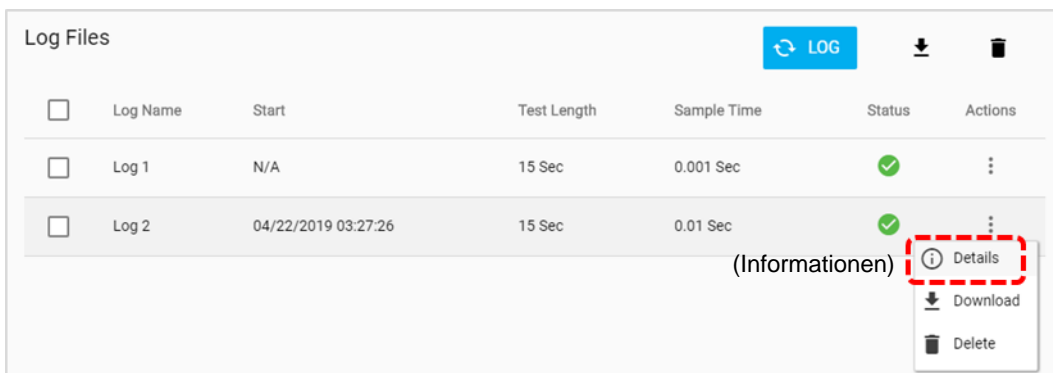 Log Files
LOG
Log Name Start Test Length Sample Time Status Actions
Log 1 N/A 15 Sec 0.001 Sec
Log 2 04/22/2019 03:27:26 15 Sec 0.01 Sec
(Informationen) Details
Download
Delete